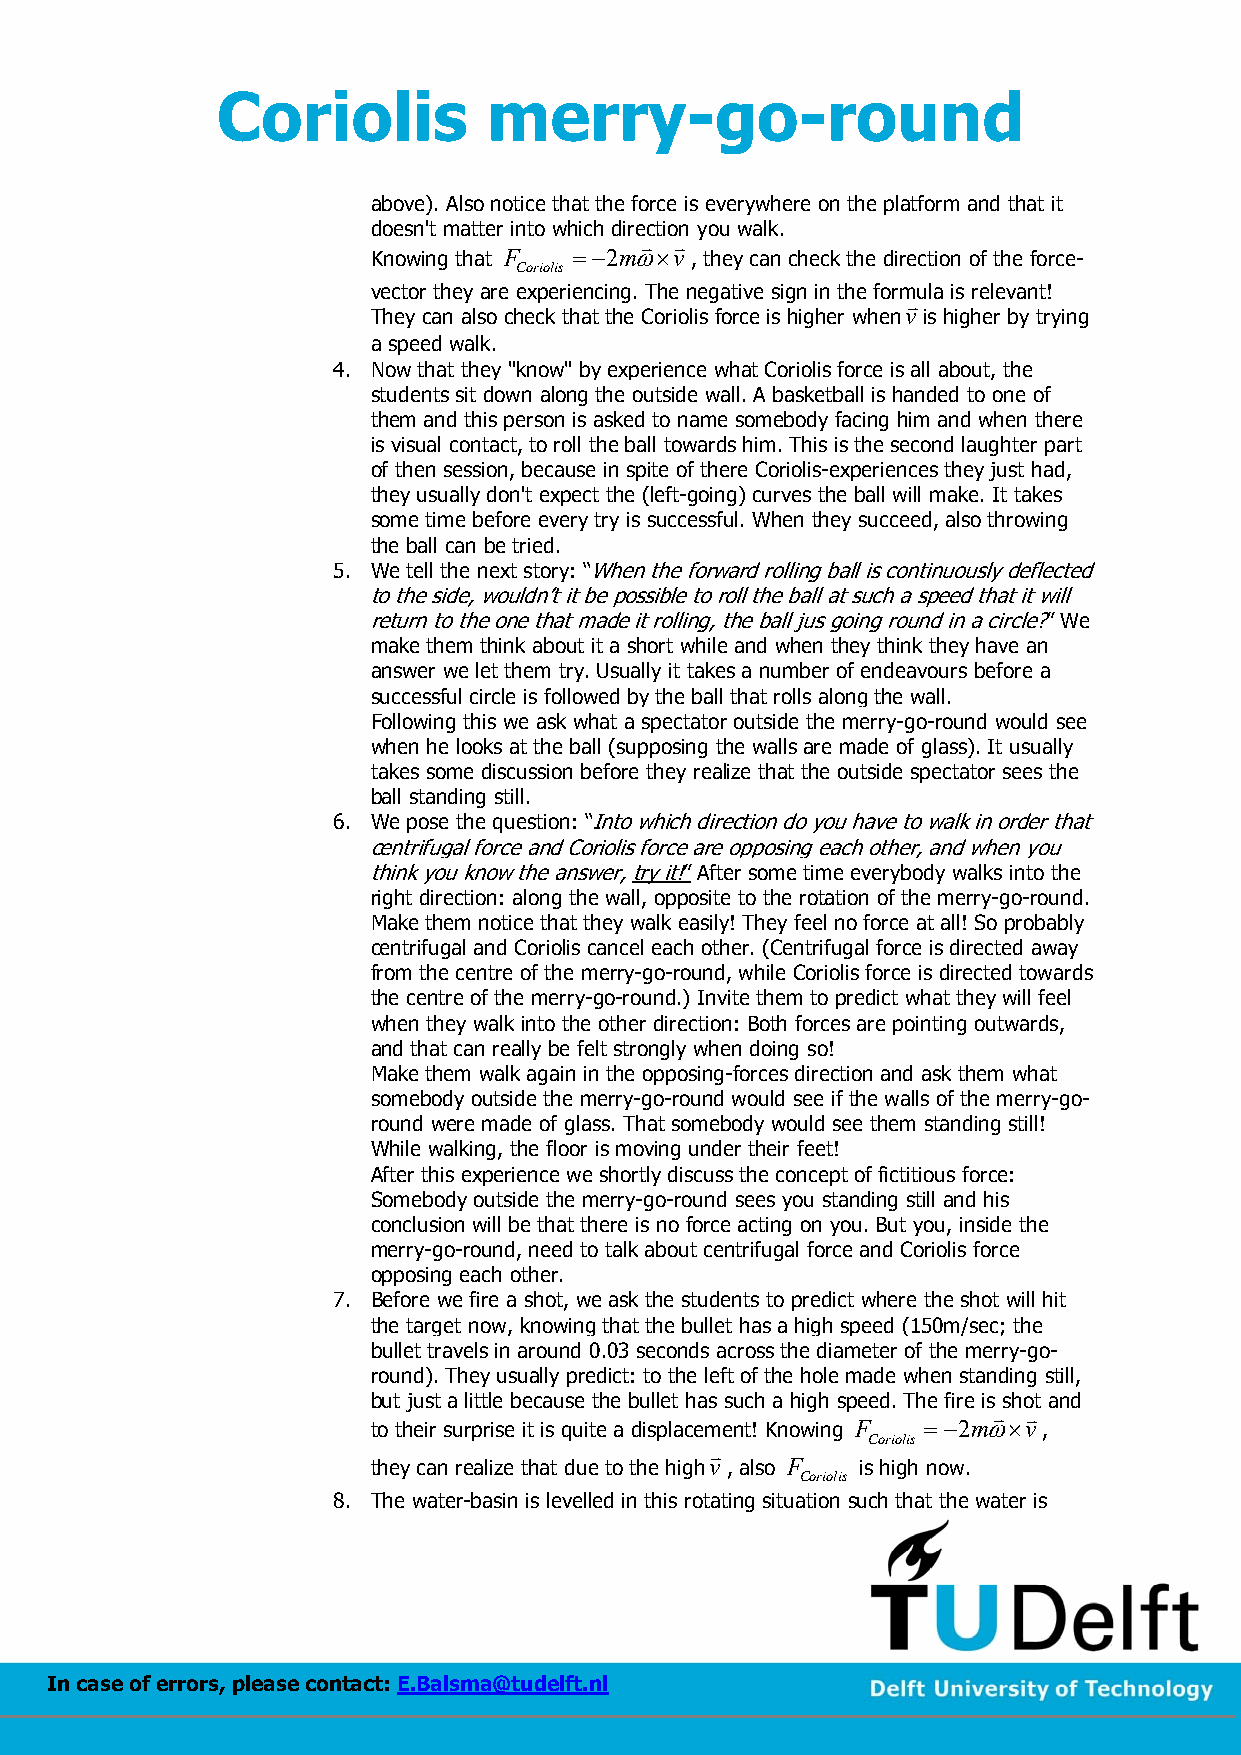 Coriolis merry-go-round
above). Also notice that the force is everywhere on the platform and that it
doesn't matter into which direction you walk.
Knowing that F_Coriolis = −2mω⃗×v⃗ , they can check the direction of the force-
vector they are experiencing. The negative sign in the formula is relevant!
They can also check that the Coriolis force is higher when v⃗ is higher by trying
a speed walk.
4. Now that they "know" by experience what Coriolis force is all about, the
students sit down along the outside wall. A basketball is handed to one of
them and this person is asked to name somebody facing him and when there
is visual contact, to roll the ball towards him. This is the second laughter part
of then session, because in spite of there Coriolis-experiences they just had,
they usually don't expect the (left-going) curves the ball will make. It takes
some time before every try is successful. When they succeed, also throwing
the ball can be tried.
5. We tell the next story: “When the forward rolling ball is continuously deflected
to the side, wouldn’t it be possible to roll the ball at such a speed that it will
return to the one that made it rolling, the ball jus going round in a circle?” We
make them think about it a short while and when they think they have an
answer we let them try. Usually it takes a number of endeavours before a
successful circle is followed by the ball that rolls along the wall.
Following this we ask what a spectator outside the merry-go-round would see
when he looks at the ball (supposing the walls are made of glass). It usually
takes some discussion before they realize that the outside spectator sees the
ball standing still.
6. We pose the question: “Into which direction do you have to walk in order that
centrifugal force and Coriolis force are opposing each other, and when you
think you know the answer, try it!” After some time everybody walks into the
right direction: along the wall, opposite to the rotation of the merry-go-round.
Make them notice that they walk easily! They feel no force at all! So probably
centrifugal and Coriolis cancel each other. (Centrifugal force is directed away
from the centre of the merry-go-round, while Coriolis force is directed towards
the centre of the merry-go-round.) Invite them to predict what they will feel
when they walk into the other direction: Both forces are pointing outwards,
and that can really be felt strongly when doing so!
Make them walk again in the opposing-forces direction and ask them what
somebody outside the merry-go-round would see if the walls of the merry-go-
round were made of glass. That somebody would see them standing still!
While walking, the floor is moving under their feet!
After this experience we shortly discuss the concept of fictitious force:
Somebody outside the merry-go-round sees you standing still and his
conclusion will be that there is no force acting on you. But you, inside the
merry-go-round, need to talk about centrifugal force and Coriolis force
opposing each other.
7. Before we fire a shot, we ask the students to predict where the shot will hit
the target now, knowing that the bullet has a high speed (150m/sec; the
bullet travels in around 0.03 seconds across the diameter of the merry-go-
round). They usually predict: to the left of the hole made when standing still,
but just a little because the bullet has such a high speed. The fire is shot and
to their surprise it is quite a displacement! Knowing F_Coriolis = −2mω⃗×v⃗ ,
they can realize that due to the high v⃗ , also F_Coriolis is high now.
8. The water-basin is levelled in this rotating situation such that the water is
TUDelft
In case of errors, please contact: E.Balsma@tudelft.nl
Delft University of Technology